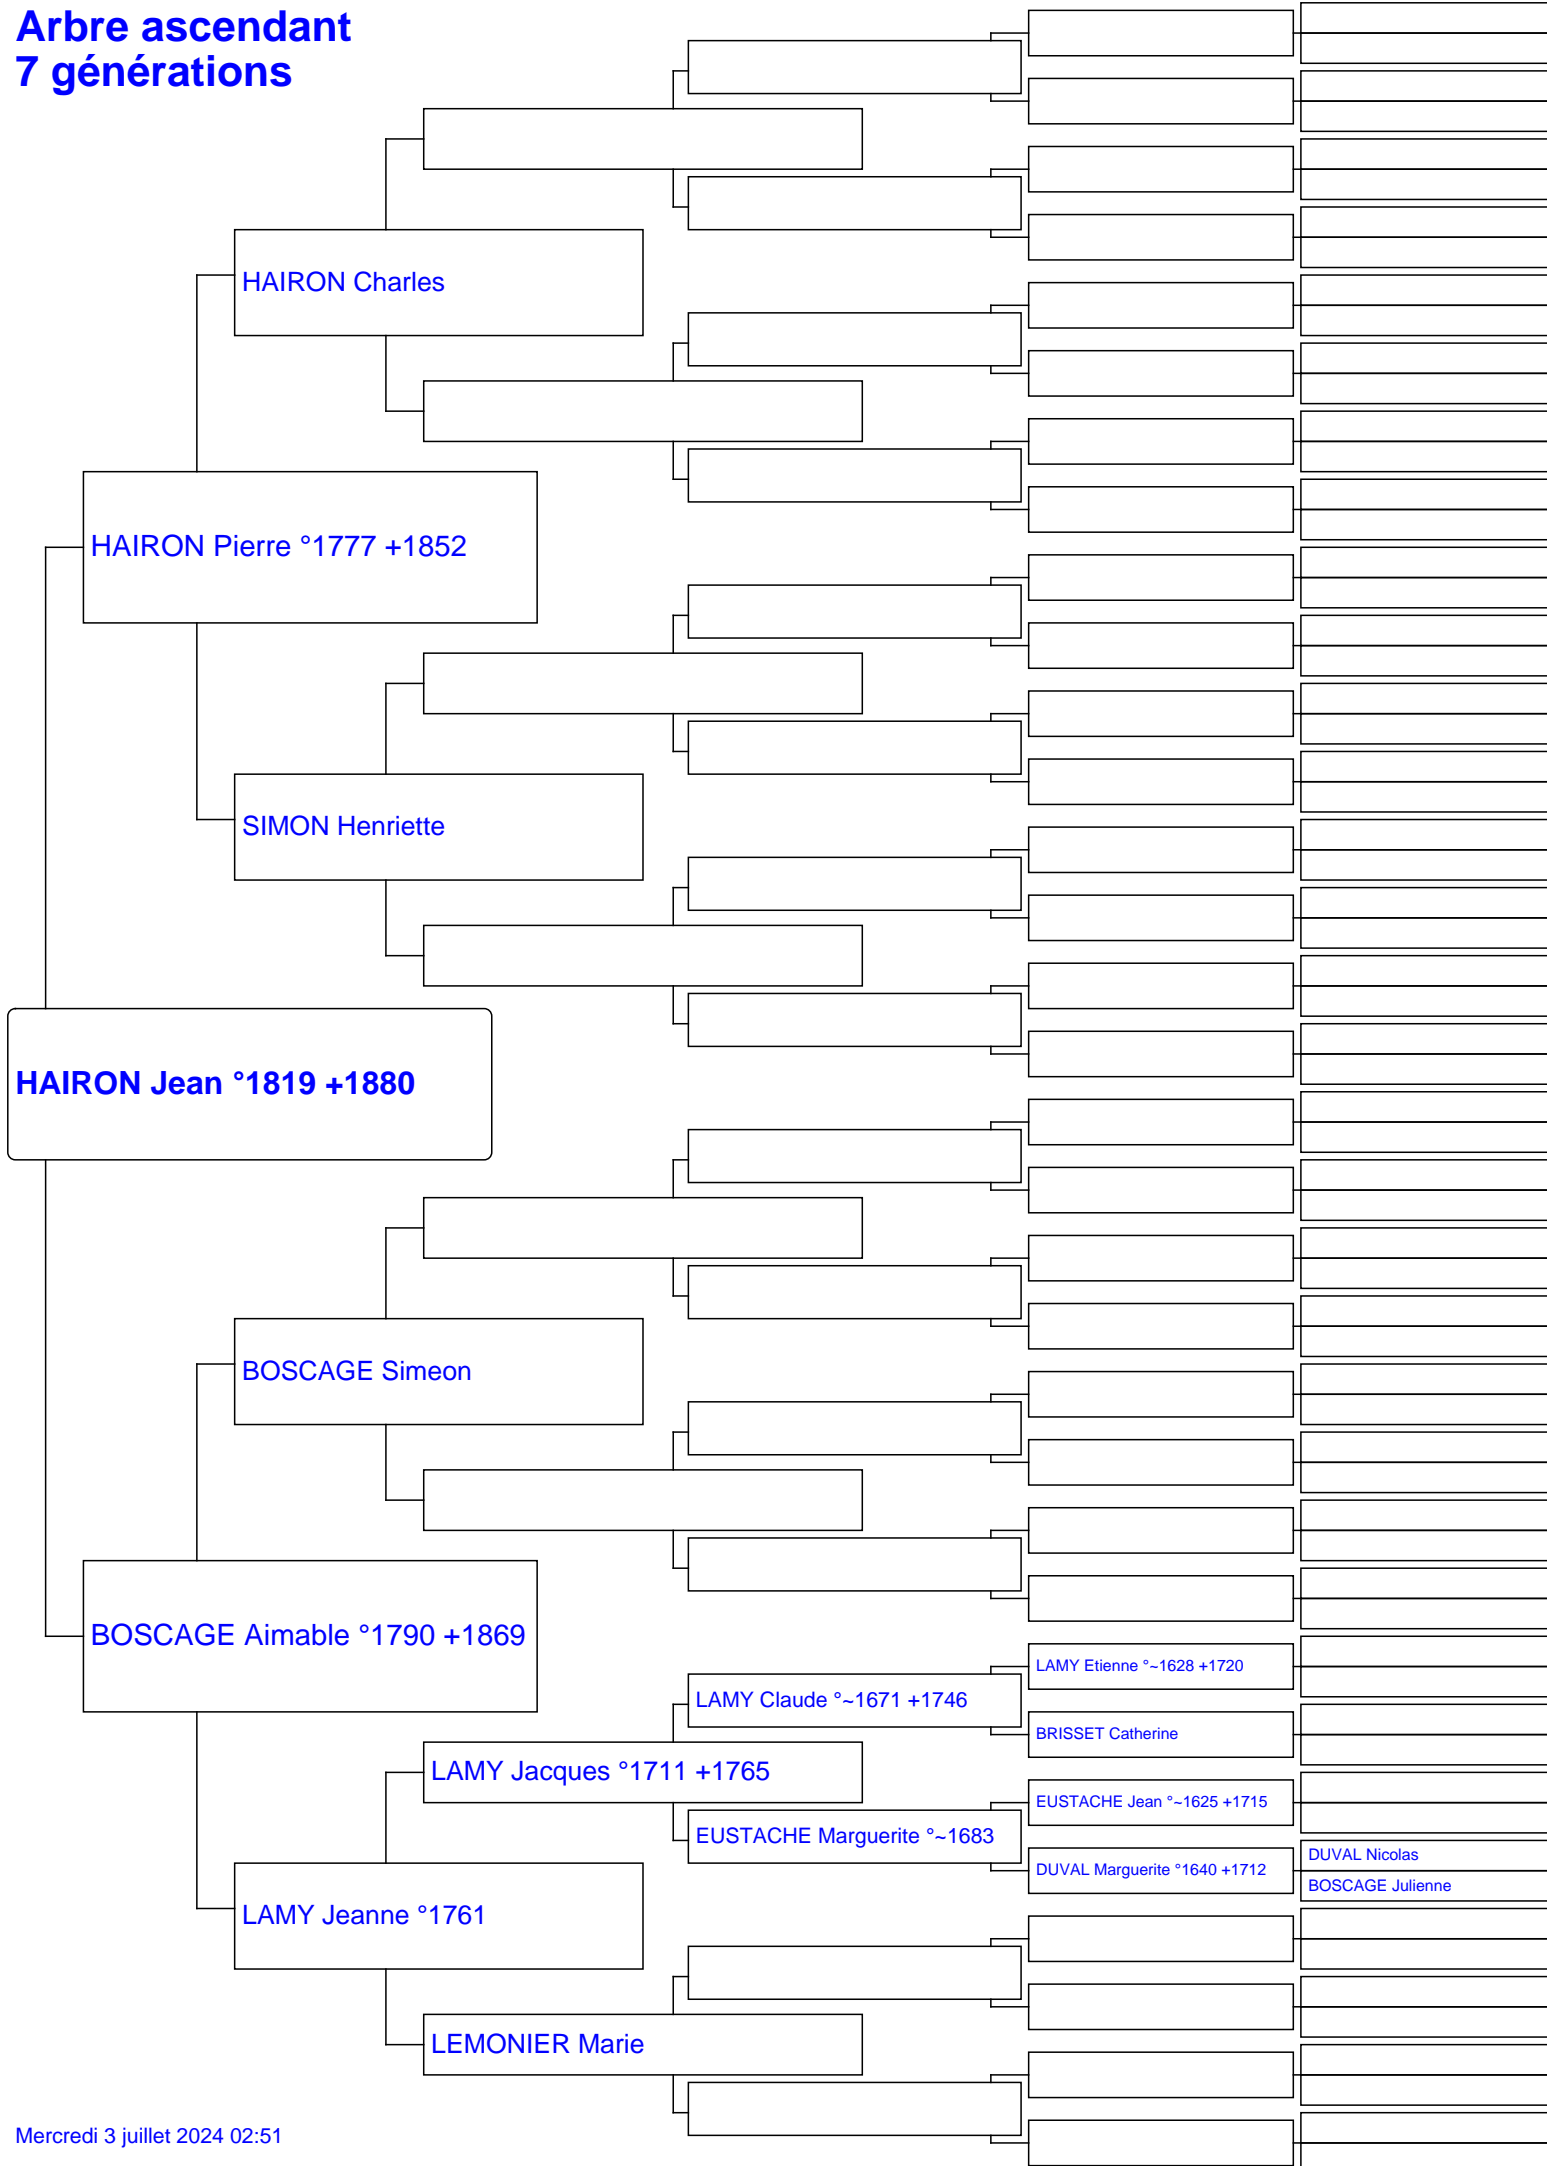 Arbre ascendant
7 générations
HAIRON Charles
HAIRON Pierre °1777 +1852
SIMON Henriette
HAIRON Jean °1819 +1880
BOSCAGE Simeon
BOSCAGE Aimable °1790 +1869
LAMY Etienne °~1628 +1720
LAMY Claude °~1671 +1746
BRISSET Catherine
LAMY Jacques °1711 +1765
EUSTACHE Jean °~1625 +1715
EUSTACHE Marguerite °~1683
DUVAL Nicolas
DUVAL Marguerite °1640 +1712
BOSCAGE Julienne
LAMY Jeanne °1761
LEMONIER Marie
Mercredi 3 juillet 2024 02:51